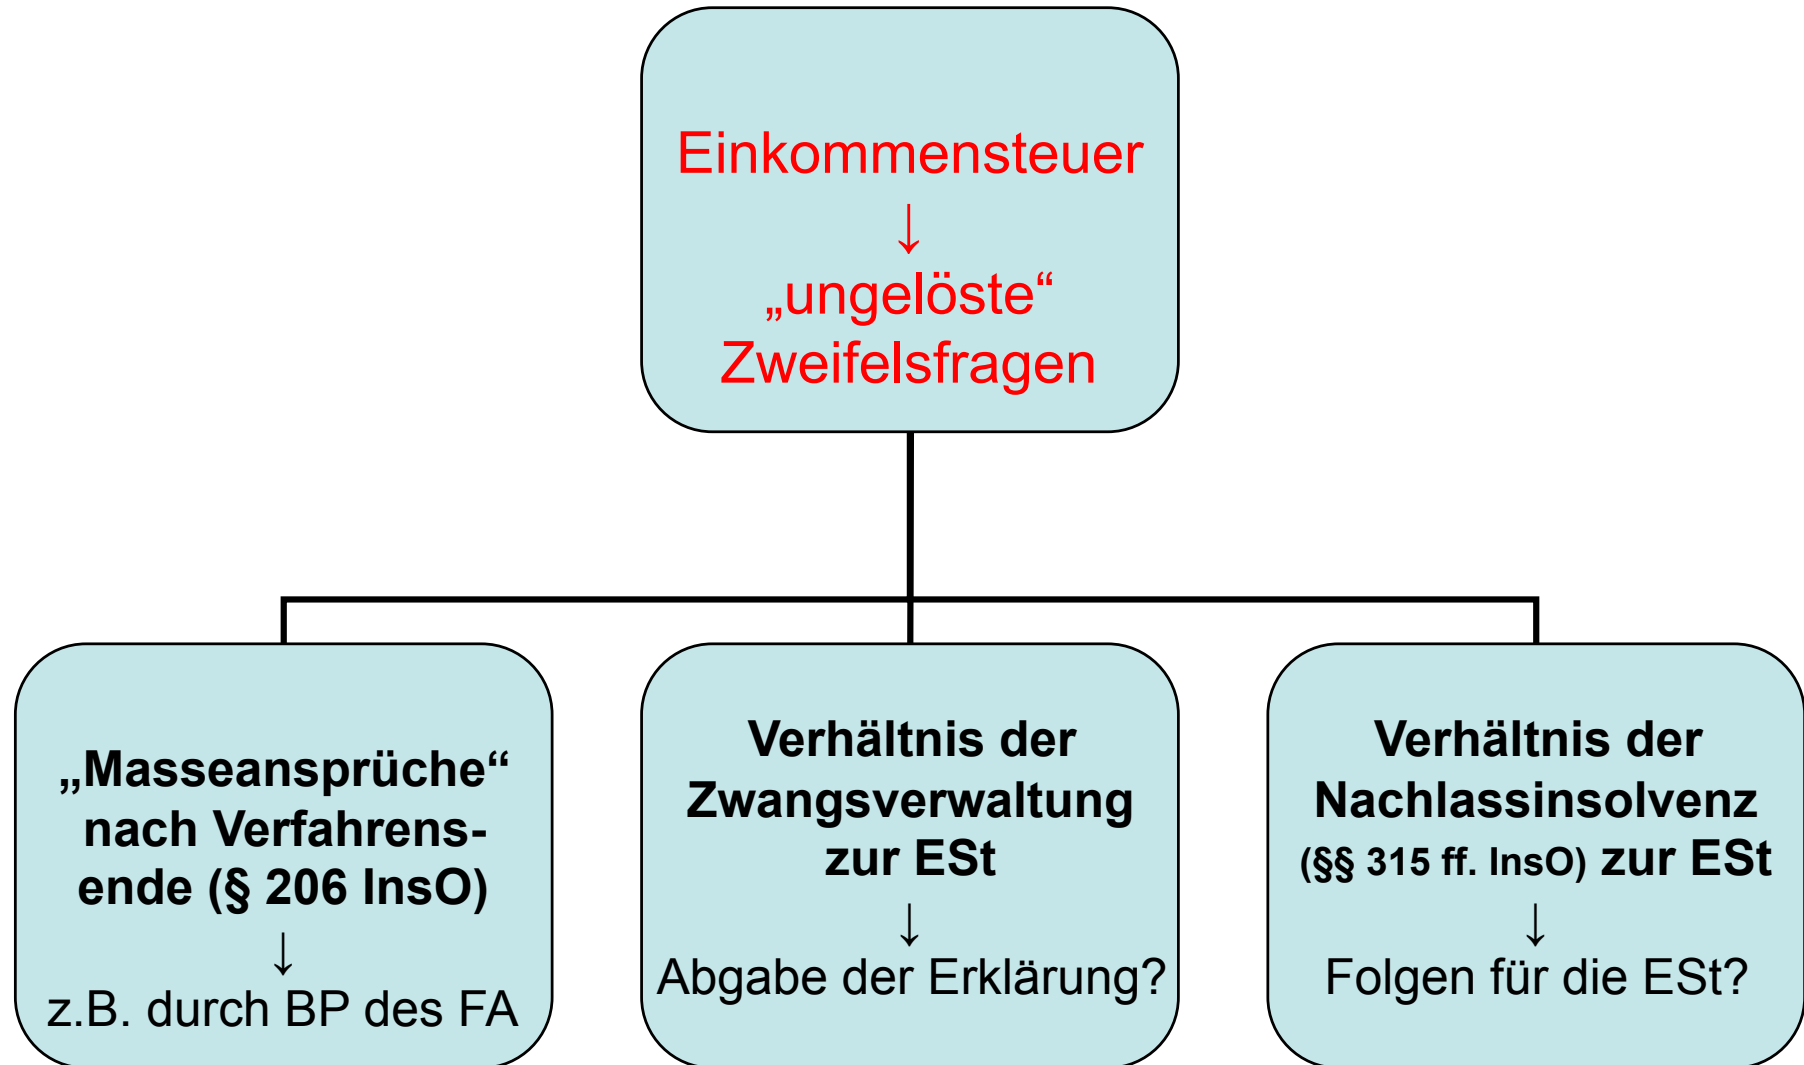 Einkommensteuer
↓
„ungelöste“
Zweifelsfragen
„Masseansprüche“
nach Verfahrens-
ende (§ 206 InsO)
↓
z.B. durch BP des FA
Verhältnis der
Zwangsverwaltung
zur ESt
↓
Abgabe der Erklärung?
Verhältnis der
Nachlassinsolvenz
(§§ 315 ff. InsO) zur ESt
↓
Folgen für die ESt?